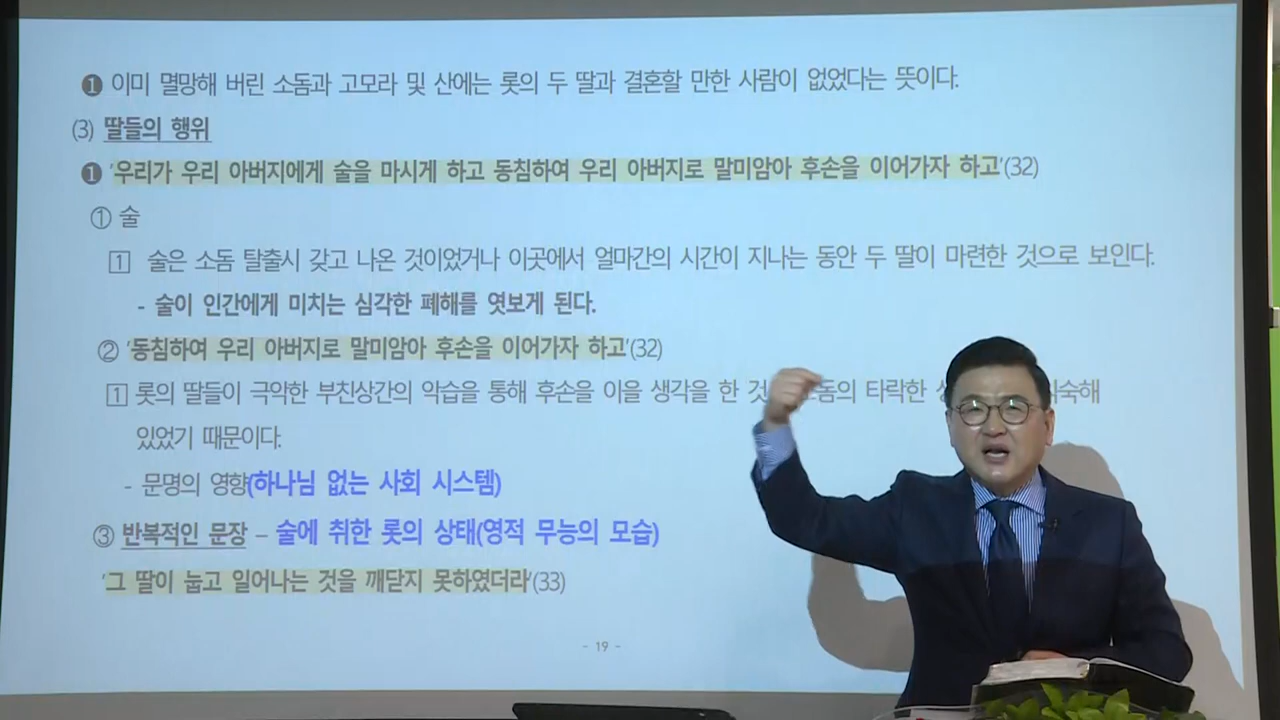 ❶ 이미 멸망해 버린 소돔과 고모라 및 산에는 롯의 두 딸과 결혼할 만한 사람이 없었다는 뜻이다.
(3) 딸들의 행위
❶ '우리가 우리 아버지에게 술을 마시게 하고 동침하여 우리 아버지로 말미암아 후손을 이어가자 하고'(32)
① 술
1 술은 소돔 탈출시 갖고 나온 것이었거나 이곳에서 얼마간의 시간이 지나는 동안 두 딸이 마련한 것으로 보인다.
- 술이 인간에게 미치는 심각한 폐해를 엿보게 된다.
② '동침하여 우리 아버지로 말미암아 후손을 이어가자 하고'(32)
1 롯의 딸들이 극악한 부친상간의 악습을 통해 후손을 이을 생각을 한 것 타락한
있었기 때문이다.
- 문명의 영향(하나님 없는 사회 시스템)
③ 반복적인 문장 – 술에 취한 롯의 상태(영적 무능의 모습)
'그 딸이 눕고 일어나는 것을 깨닫지 못하였더라'(33)
- 19 -